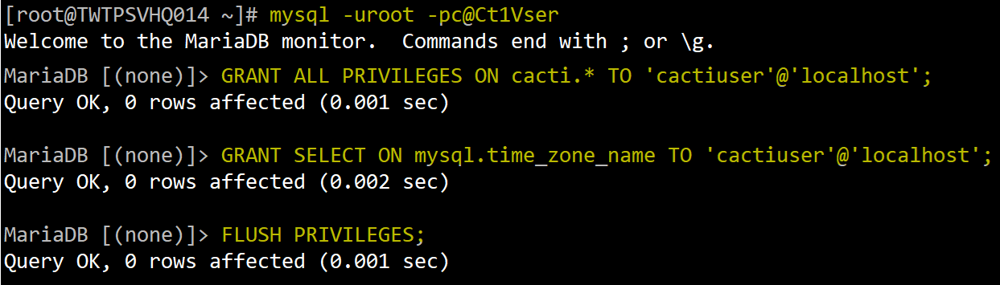 [root@TWTPSVHQ014 ~]# mysql -uroot -pc@Ct1Vser
Welcome to the MariaDB monitor.  Commands end with ; or \g.
MariaDB [(none)]> GRANT ALL PRIVILEGES ON cacti.* TO 'cactiuser'@'localhost';
Query OK, 0 rows affected (0.001 sec)
MariaDB [(none)]> GRANT SELECT ON mysql.time_zone_name TO 'cactiuser'@'localhost';
Query OK, 0 rows affected (0.002 sec)
MariaDB [(none)]> FLUSH PRIVILEGES;
Query OK, 0 rows affected (0.001 sec)